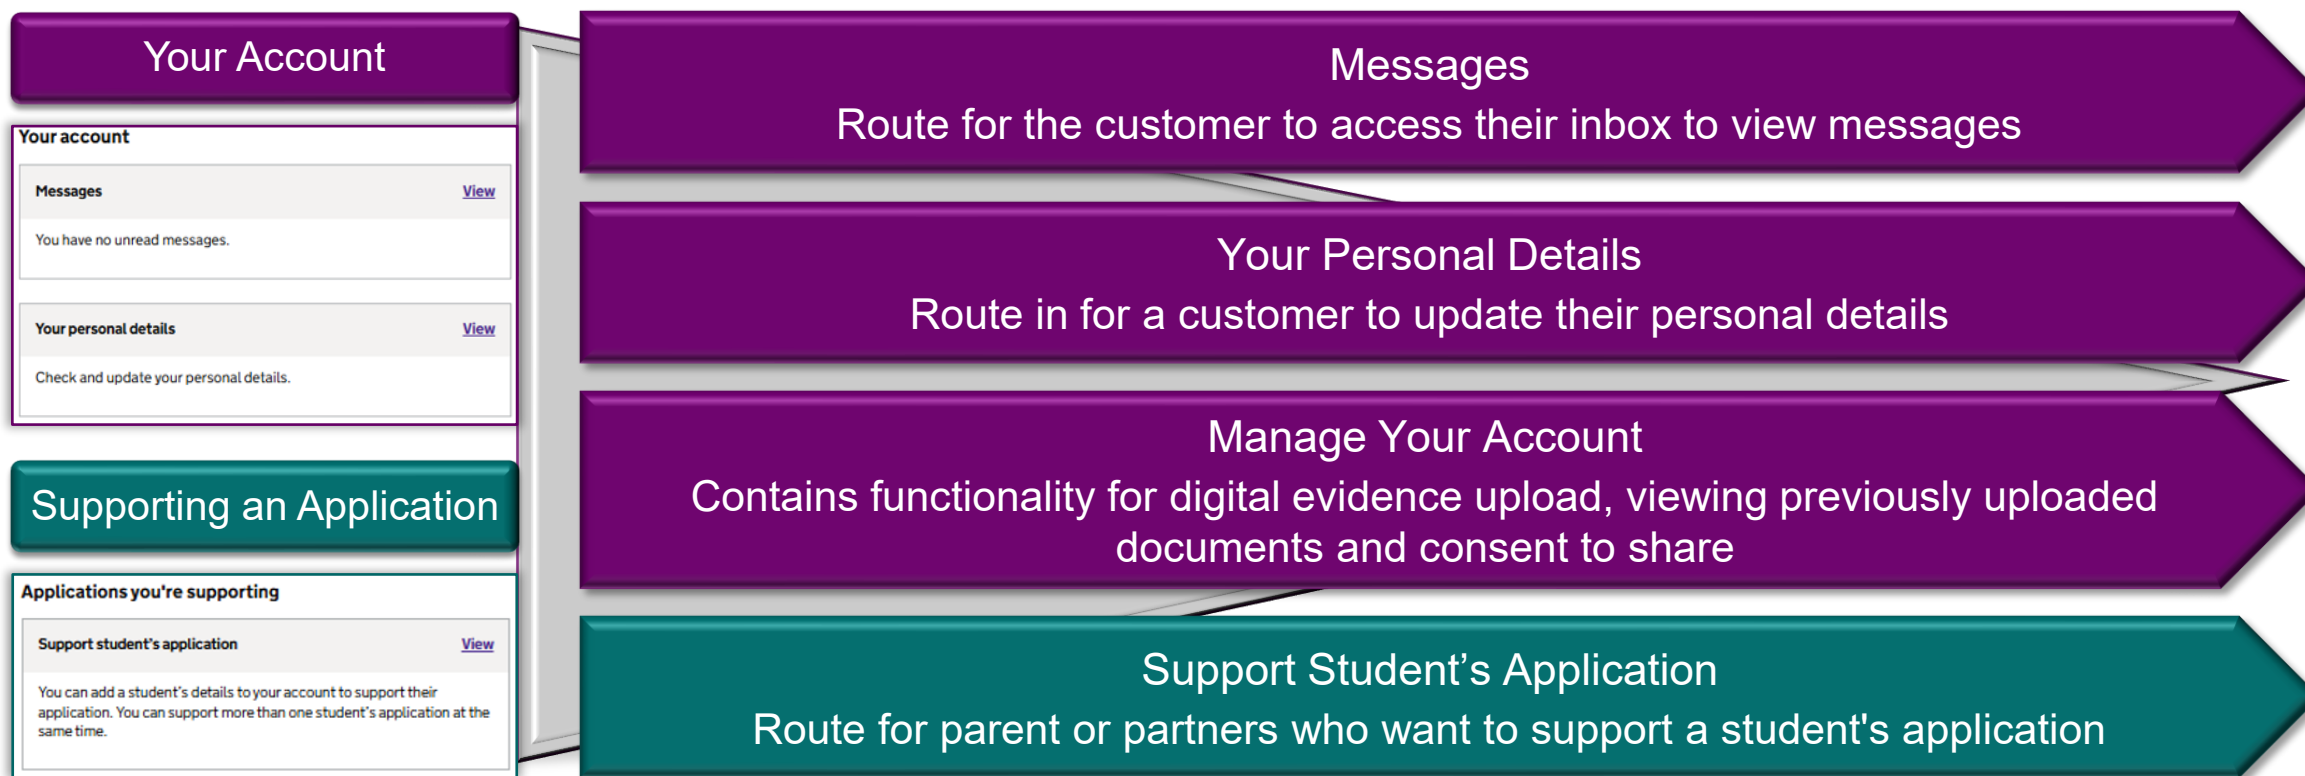 Your Account
Your account
Messages View
You have no unread messages.
Your personal details View
Check and update your personal details.
Supporting an Application
Applications you're supporting
Support student's application View
You can add a student's details to your account to support their
application. You can support more than one student's application at the
same time.
Messages
Route for the customer to access their inbox to view messages
Your Personal Details
Route in for a customer to update their personal details
Manage Your Account
Contains functionality for digital evidence upload, viewing previously uploaded
documents and consent to share
Support Student’s Application
Route for parent or partners who want to support a student's application